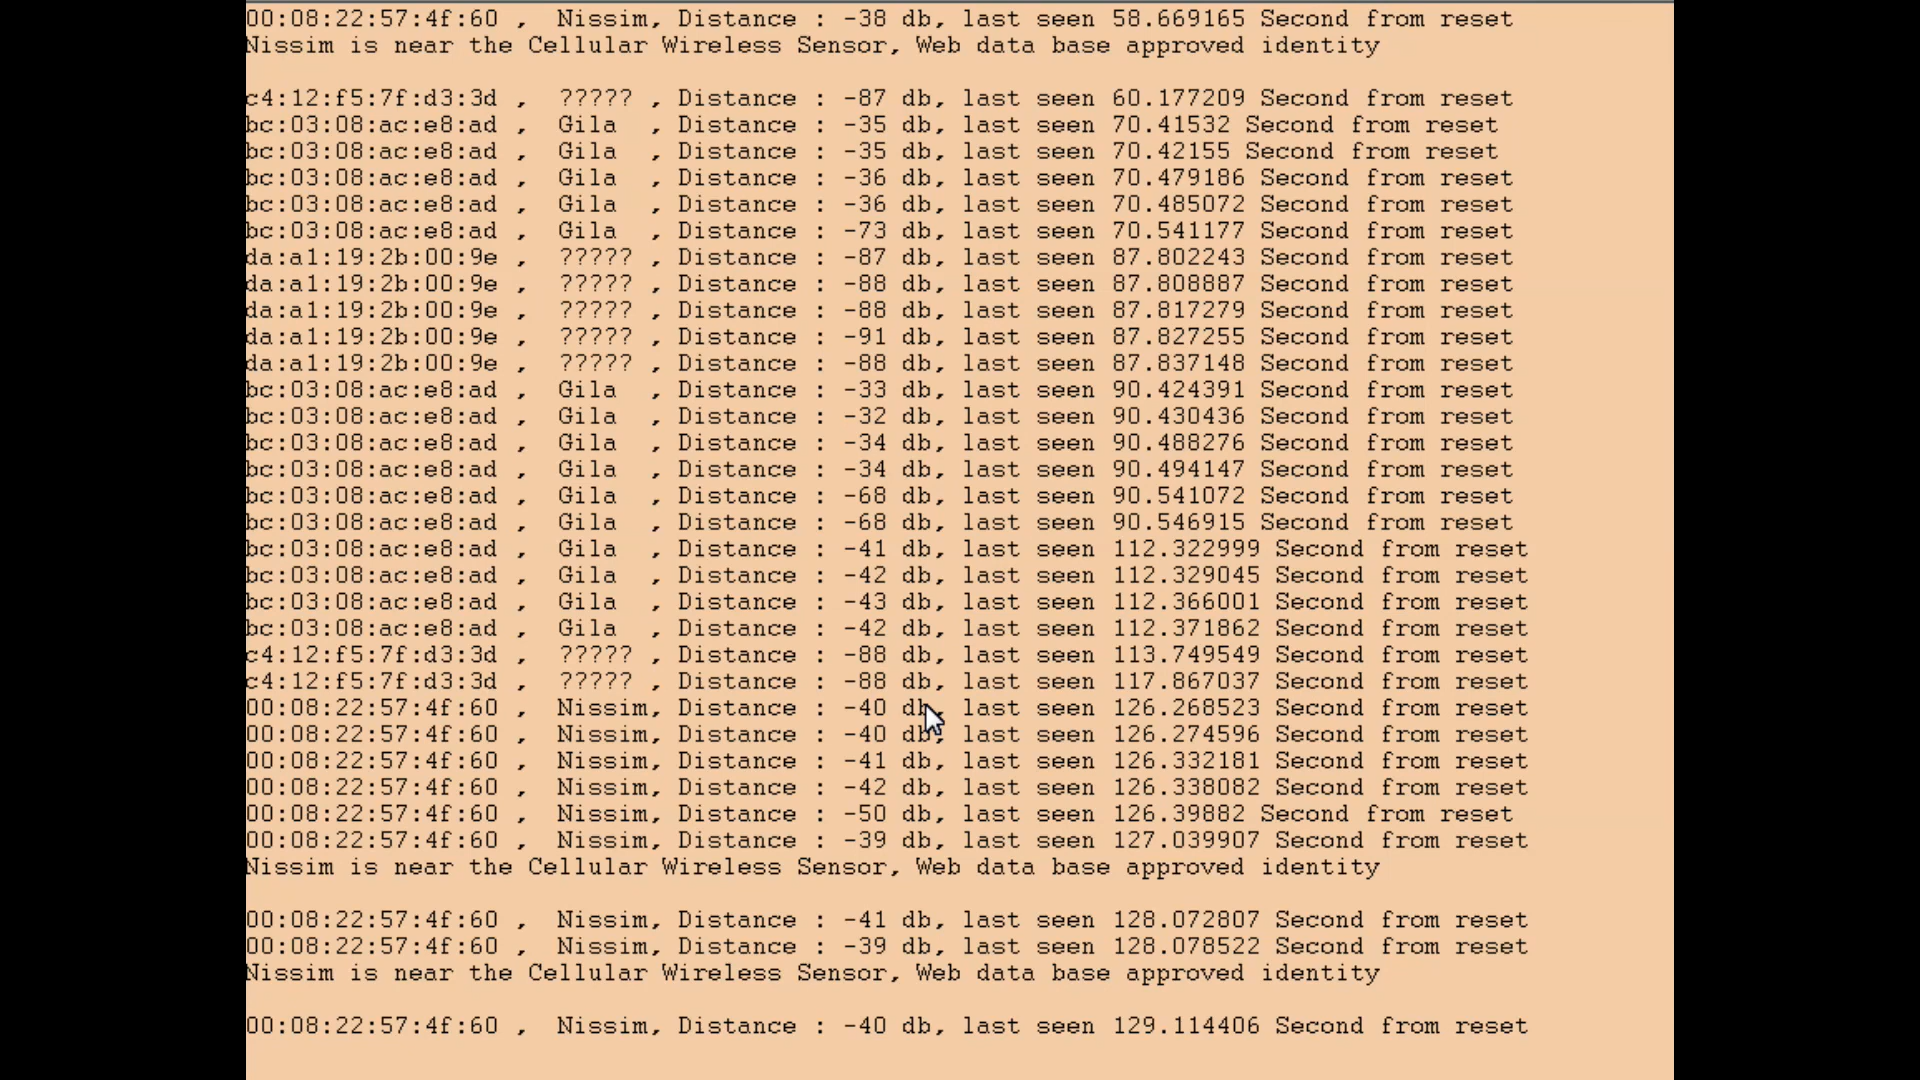 00:08:22:57:4f:60 ,  Nissim, Distance : -38 db, last seen 58.669165 Second from reset
Nissim is near the Cellular Wireless Sensor, Web data base approved identity
c4:12:f5:7f:d3:3d ,  ????? , Distance : -87 db, last seen 60.177209 Second from reset
bc:03:08:ac:e8:ad ,  Gila  , Distance : -35 db, last seen 70.41532 Second from reset
bc:03:08:ac:e8:ad ,  Gila  , Distance : -35 db, last seen 70.42155 Second from reset
bc:03:08:ac:e8:ad ,  Gila  , Distance : -36 db, last seen 70.479186 Second from reset
bc:03:08:ac:e8:ad ,  Gila  , Distance : -36 db, last seen 70.485072 Second from reset
bc:03:08:ac:e8:ad ,  Gila  , Distance : -73 db, last seen 70.541177 Second from reset
da:a1:19:2b:00:9e ,  ????? , Distance : -87 db, last seen 87.802243 Second from reset
da:a1:19:2b:00:9e ,  ????? , Distance : -88 db, last seen 87.808887 Second from reset
da:a1:19:2b:00:9e ,  ????? , Distance : -88 db, last seen 87.817279 Second from reset
da:a1:19:2b:00:9e ,  ????? , Distance : -91 db, last seen 87.827255 Second from reset
da:a1:19:2b:00:9e ,  ????? , Distance : -88 db, last seen 87.837148 Second from reset
bc:03:08:ac:e8:ad ,  Gila  , Distance : -33 db, last seen 90.424391 Second from reset
bc:03:08:ac:e8:ad ,  Gila  , Distance : -32 db, last seen 90.430436 Second from reset
bc:03:08:ac:e8:ad ,  Gila  , Distance : -34 db, last seen 90.488276 Second from reset
bc:03:08:ac:e8:ad ,  Gila  , Distance : -34 db, last seen 90.494147 Second from reset
bc:03:08:ac:e8:ad ,  Gila  , Distance : -68 db, last seen 90.541072 Second from reset
bc:03:08:ac:e8:ad ,  Gila  , Distance : -68 db, last seen 90.546915 Second from reset
bc:03:08:ac:e8:ad ,  Gila  , Distance : -41 db, last seen 112.322999 Second from reset
bc:03:08:ac:e8:ad ,  Gila  , Distance : -42 db, last seen 112.329045 Second from reset
bc:03:08:ac:e8:ad ,  Gila  , Distance : -43 db, last seen 112.366001 Second from reset
bc:03:08:ac:e8:ad ,  Gila  , Distance : -42 db, last seen 112.371862 Second from reset
c4:12:f5:7f:d3:3d ,  ????? , Distance : -88 db, last seen 113.749549 Second from reset
c4:12:f5:7f:d3:3d ,  ????? , Distance : -88 db, last seen 117.867037 Second from reset
00:08:22:57:4f:60 ,  Nissim, Distance : -40 db, last seen 126.268523 Second from reset
00:08:22:57:4f:60 ,  Nissim, Distance : -40 db, last seen 126.274596 Second from reset
00:08:22:57:4f:60 ,  Nissim, Distance : -41 db, last seen 126.332181 Second from reset
00:08:22:57:4f:60 ,  Nissim, Distance : -42 db, last seen 126.338082 Second from reset
00:08:22:57:4f:60 ,  Nissim, Distance : -50 db, last seen 126.39882 Second from reset
00:08:22:57:4f:60 ,  Nissim, Distance : -39 db, last seen 127.039907 Second from reset
Nissim is near the Cellular Wireless Sensor, Web data base approved identity
00:08:22:57:4f:60 ,  Nissim, Distance : -41 db, last seen 128.072807 Second from reset
00:08:22:57:4f:60 ,  Nissim, Distance : -39 db, last seen 128.078522 Second from reset
Nissim is near the Cellular Wireless Sensor, Web data base approved identity
00:08:22:57:4f:60 ,  Nissim, Distance : -40 db, last seen 129.114406 Second from reset